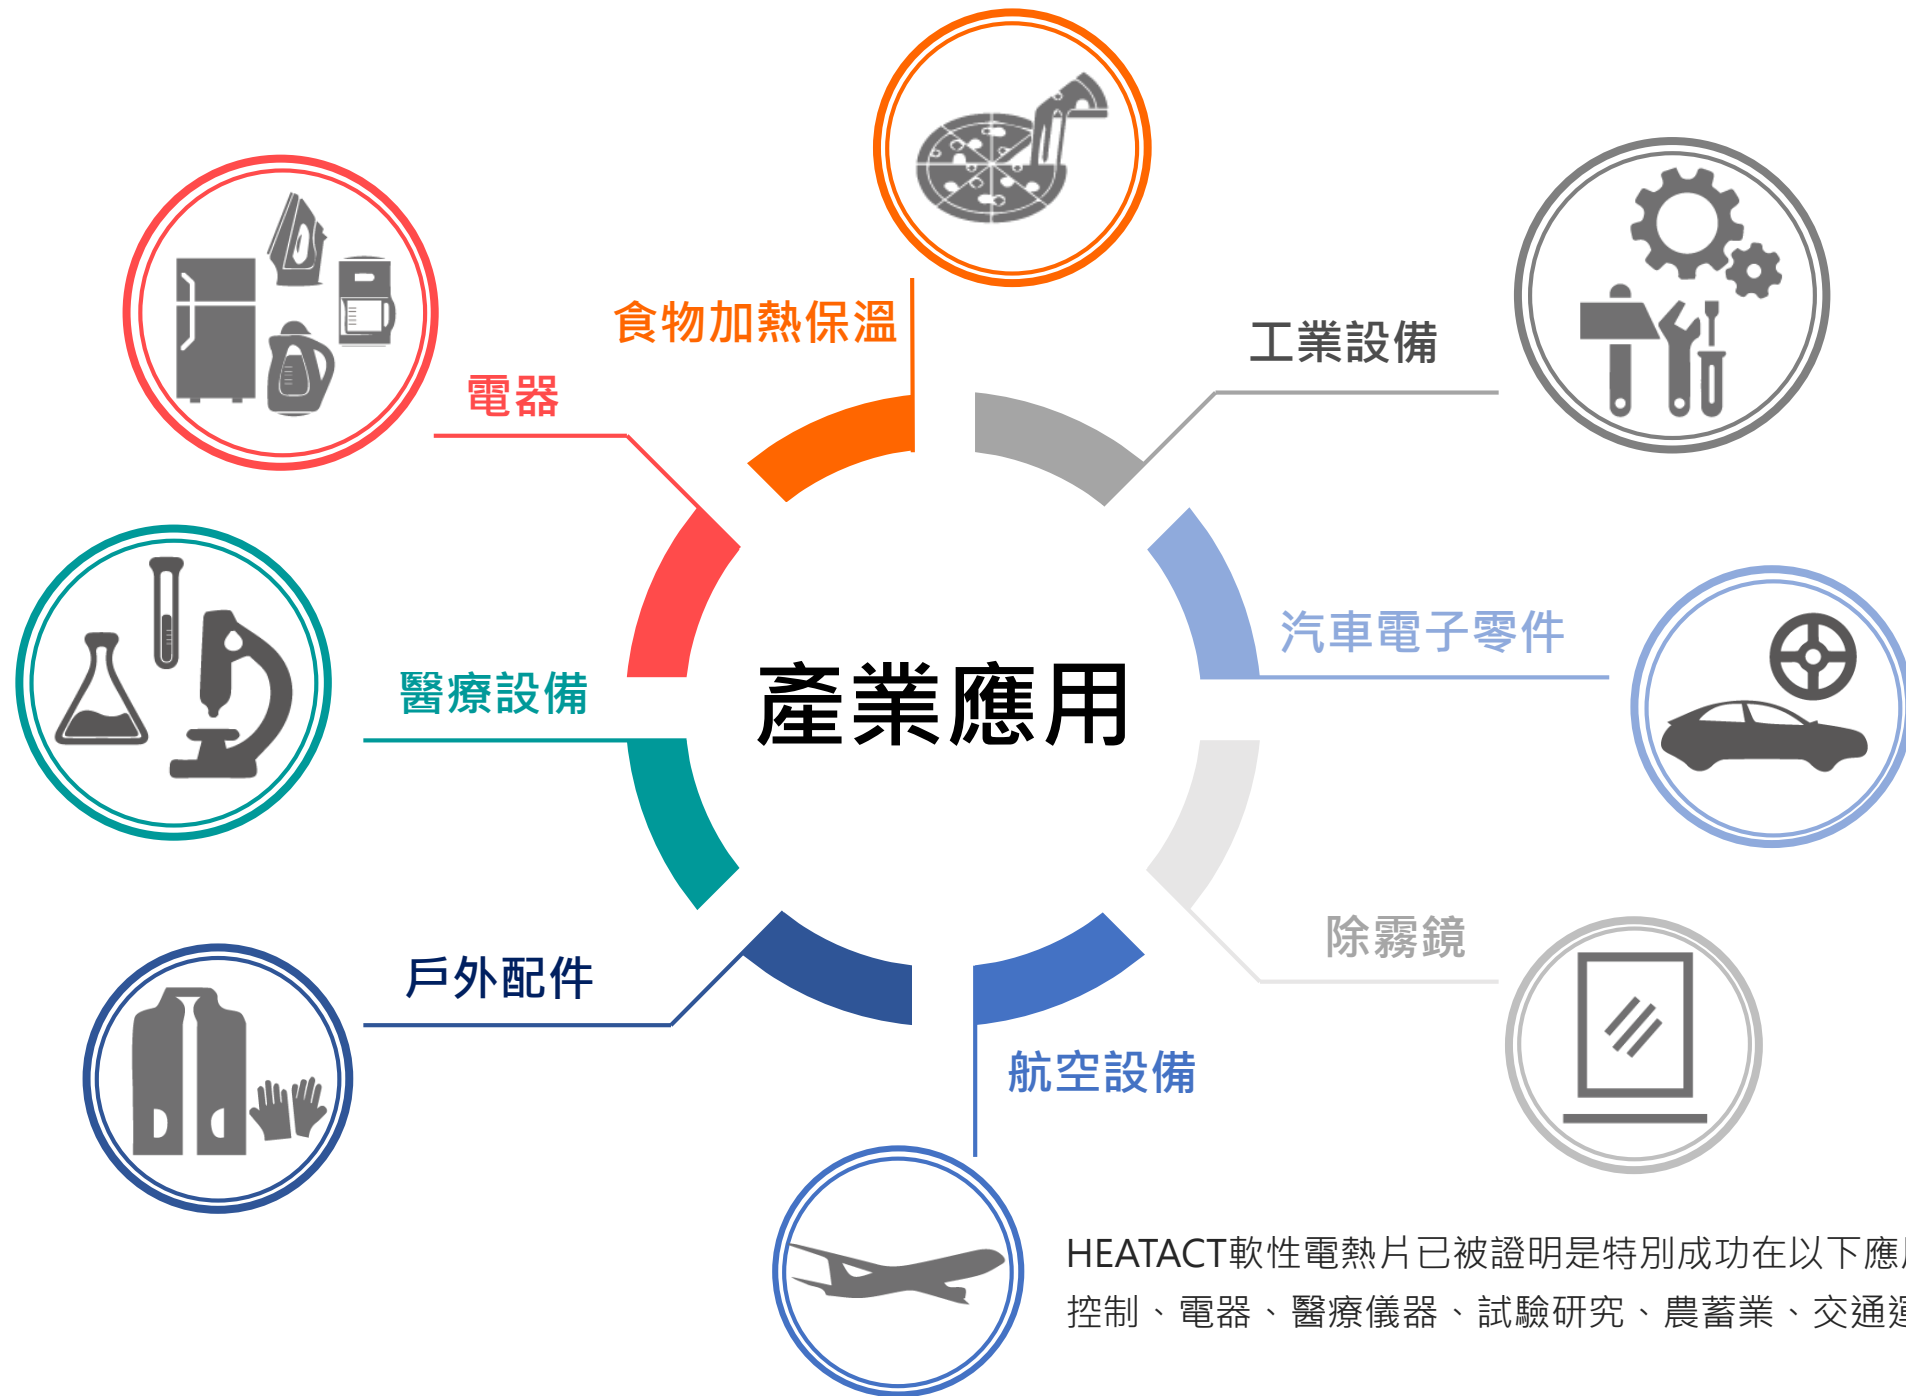 食物加熱保溫
工業設備
電器
汽車電子零件
醫療設備
產業應用
除霧鏡
戶外配件
航空設備
HEATACT軟性電熱片已被證明是特別成功在以下應
控制、電器、醫療儀器、試驗研究、農蓄業、交通運